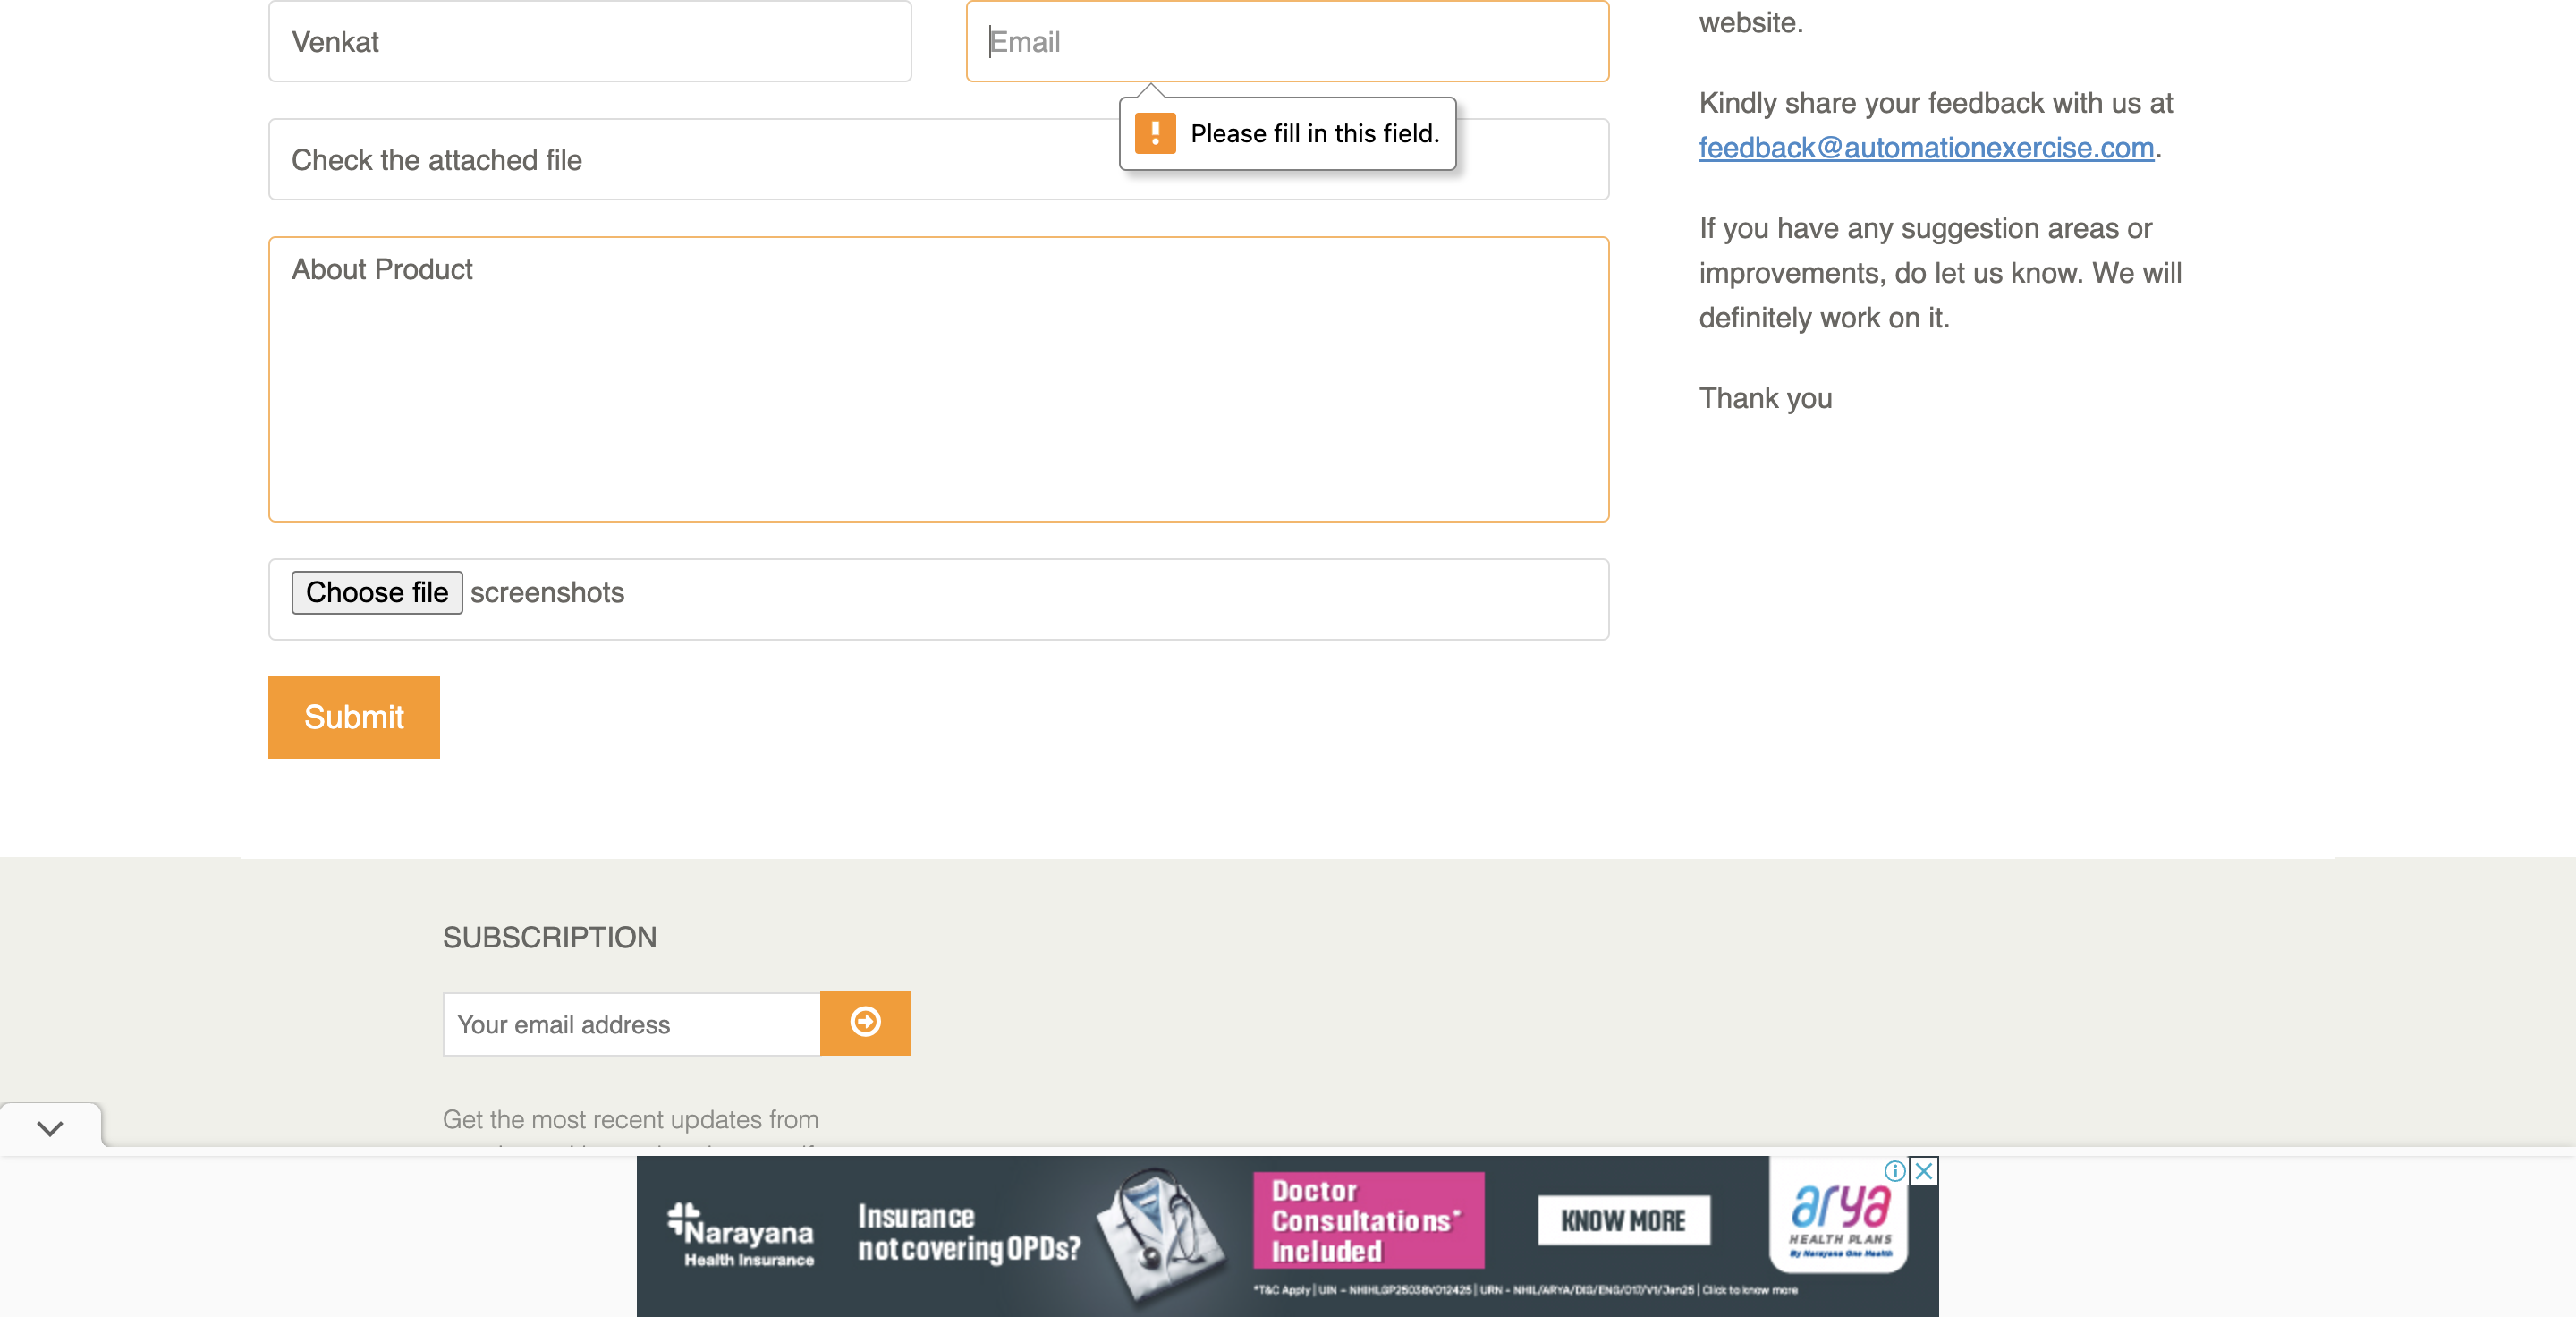 Venkat
Email
Please fill in this field.
Check the attached file
About Product
Choose file screenshots
Submit
website.
Kindly share your feedback with us at
feedback@automationexercise.com.
If you have any suggestion areas or
improvements, do let us know. We will
definitely work on it.
Thank you
SUBSCRIPTION
Your email address
Get the most recent updates from
Narayana
Health Insurance
Insurance
not covering OPDs?
Doctor
Consultations*
Included
*T&C Apply | UIN - NHIHLGP25038V012425 | URN - NHIL/ARYA/DIG/ENG/017/V1/Jan25 | Click to know more
KNOW MORE
arya
HEALTH PLANS
By Narayana One Health